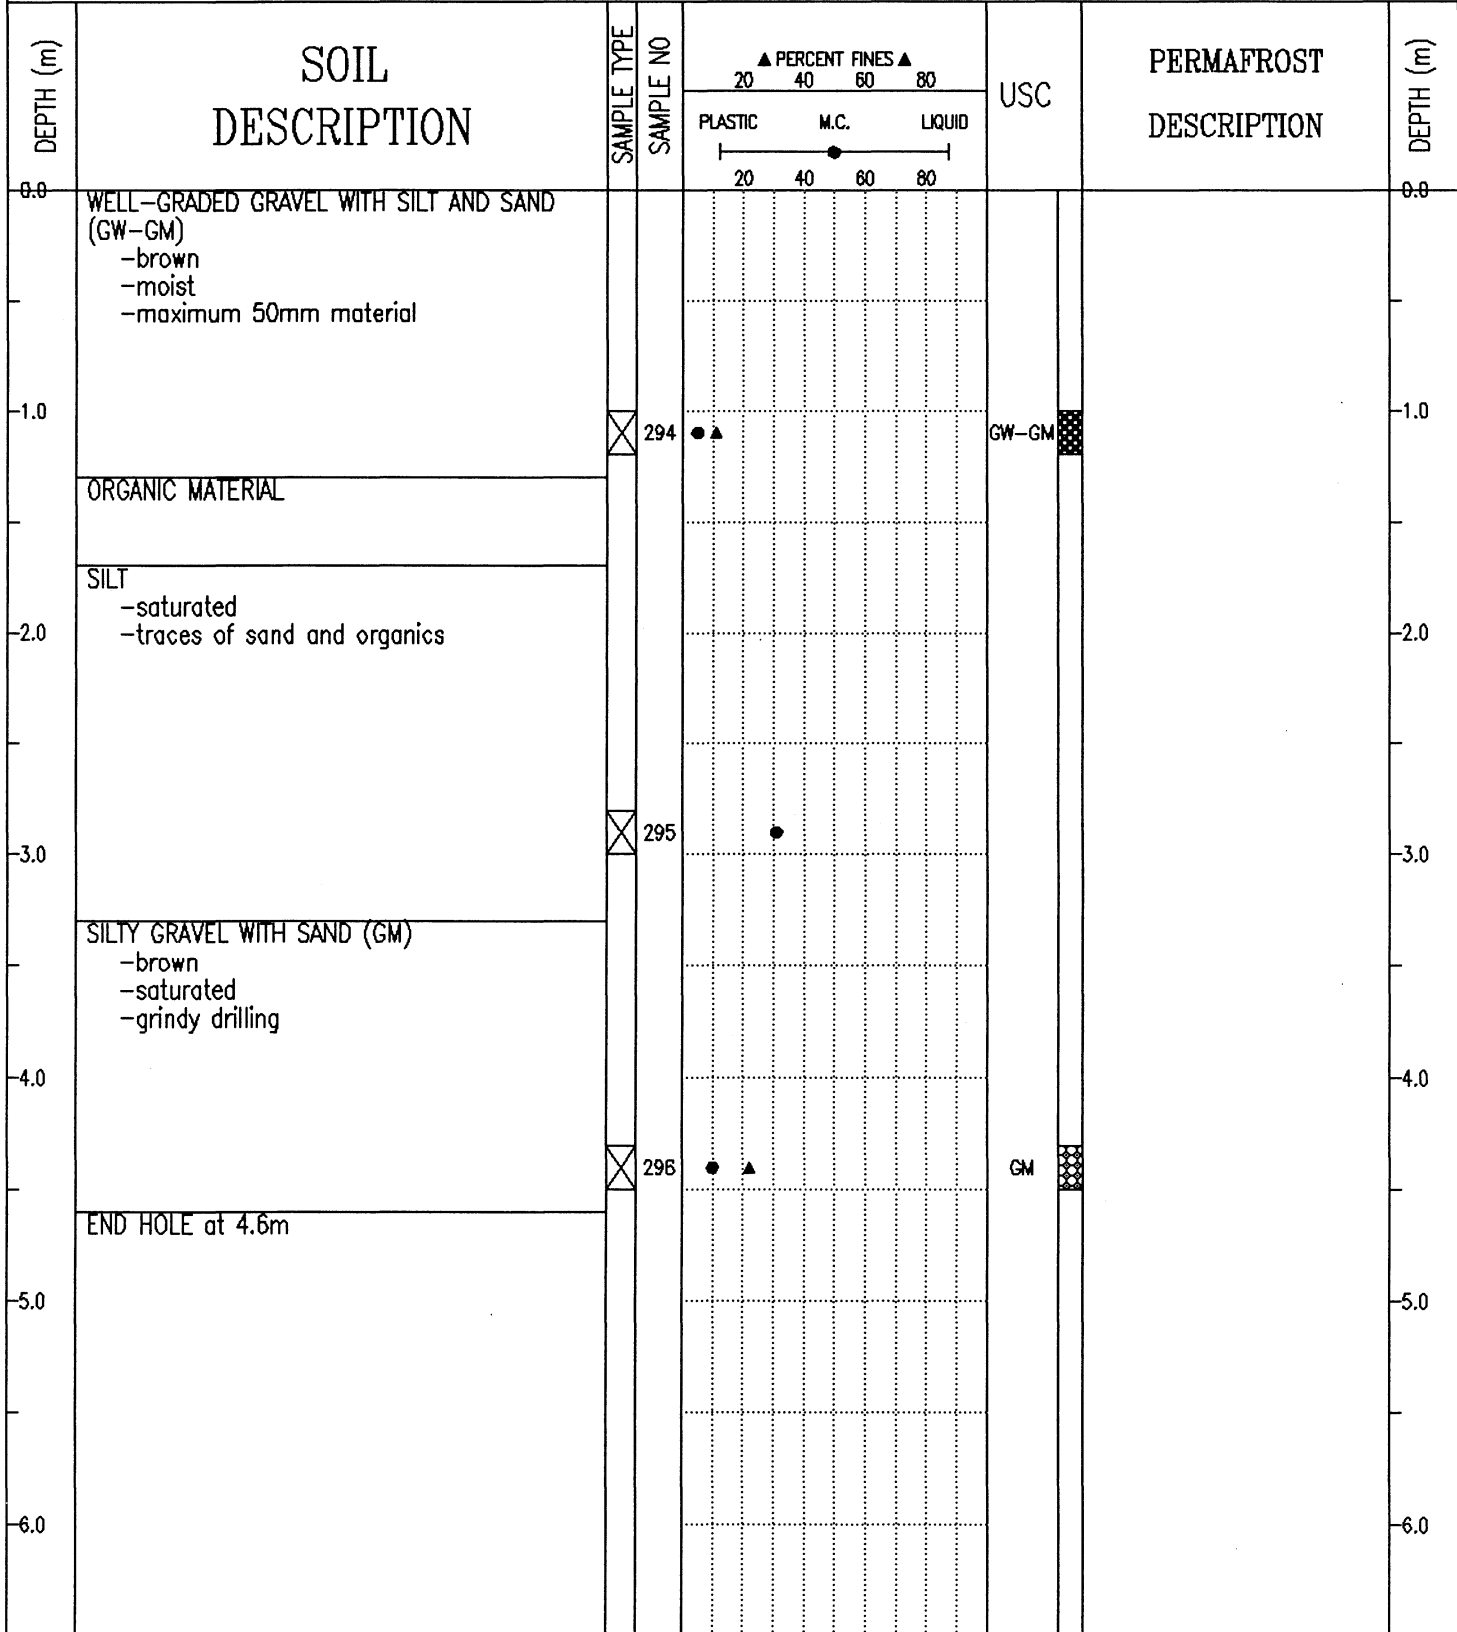 DEPTH (m)
SOIL
DESCRIPTION
SAMPLE TYPE
SAMPLE NO
▲ PERCENT FINES ▲
20 40 60 80
PLASTIC M.C. LIQUID
20 40 60 80
USC
PERMAFROST
DESCRIPTION
DEPTH (m)
0.0
WELL-GRADED GRAVEL WITH SILT AND SAND
(GW-GM)
-brown
-moist
-maximum 50mm material
0.0
1.0
294
GW-GM
1.0
ORGANIC MATERIAL
SILT
-saturated
2.0
-traces of sand and organics
2.0
295
3.0
3.0
SILTY GRAVEL WITH SAND (GM)
-brown
-saturated
-grindy drilling
4.0
4.0
296
GM
END HOLE at 4.6m
5.0
5.0
6.0
6.0